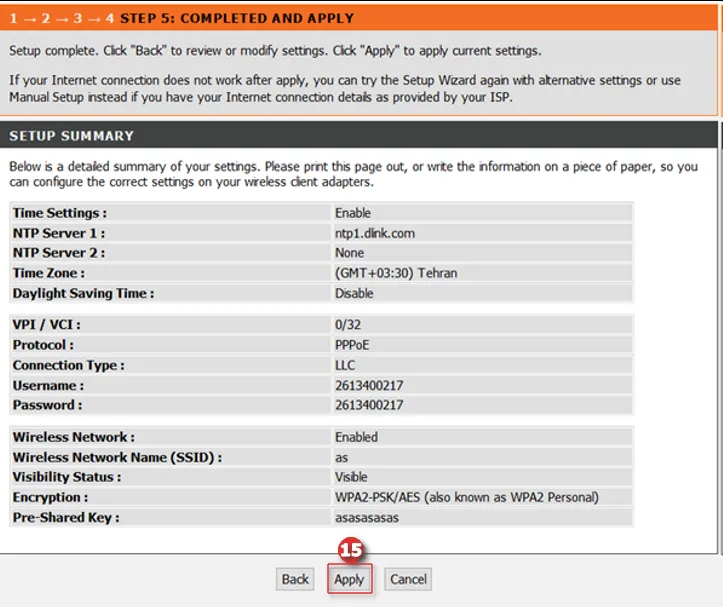 1 → 2 → 3 → 4 STEP 5: COMPLETED AND APPLY
Setup complete. Click "Back" to review or modify settings. Click "Apply" to apply current settings.
If your Internet connection does not work after apply, you can try the Setup Wizard again with alternative settings or use
Manual Setup instead if you have your Internet connection details as provided by your ISP.
SETUP SUMMARY
Below is a detailed summary of your settings. Please print this page out, or write the information on a piece of paper, so you
can configure the correct settings on your wireless client adapters.
Time Settings : Enable
NTP Server 1 : ntp1.dlink.com
NTP Server 2 : None
Time Zone : (GMT+03:30) Tehran
Daylight Saving Time : Disable
VPI / VCI : 0/32
Protocol : PPPoE
Connection Type : LLC
Username : 2613400217
Password : 2613400217
Wireless Network : Enabled
Wireless Network Name (SSID) : as
Visibility Status : Visible
Encryption : WPA2-PSK/AES (also known as WPA2 Personal)
Pre-Shared Key : asasasasas
15
Back Apply Cancel